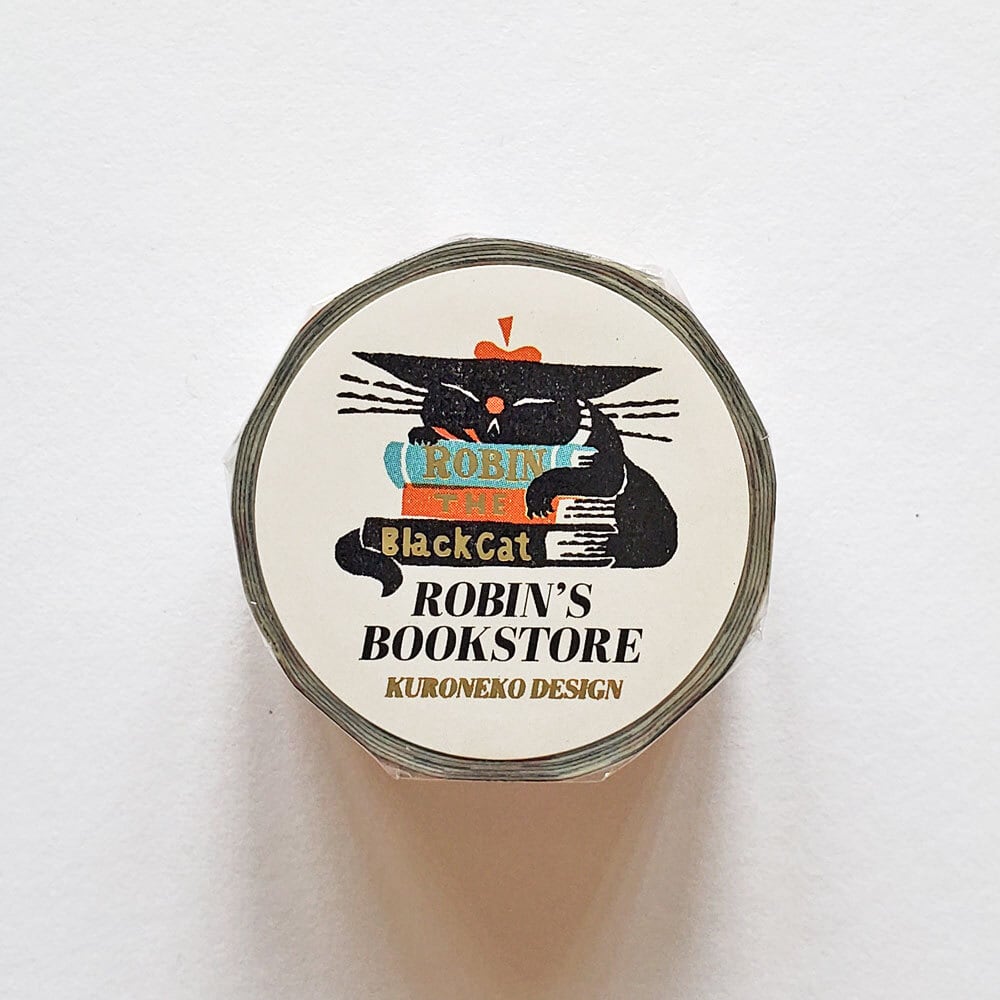 ROBIN
THE
BlackCat
ROBIN'S
BOOKSTORE
KURONEKO DESIGN